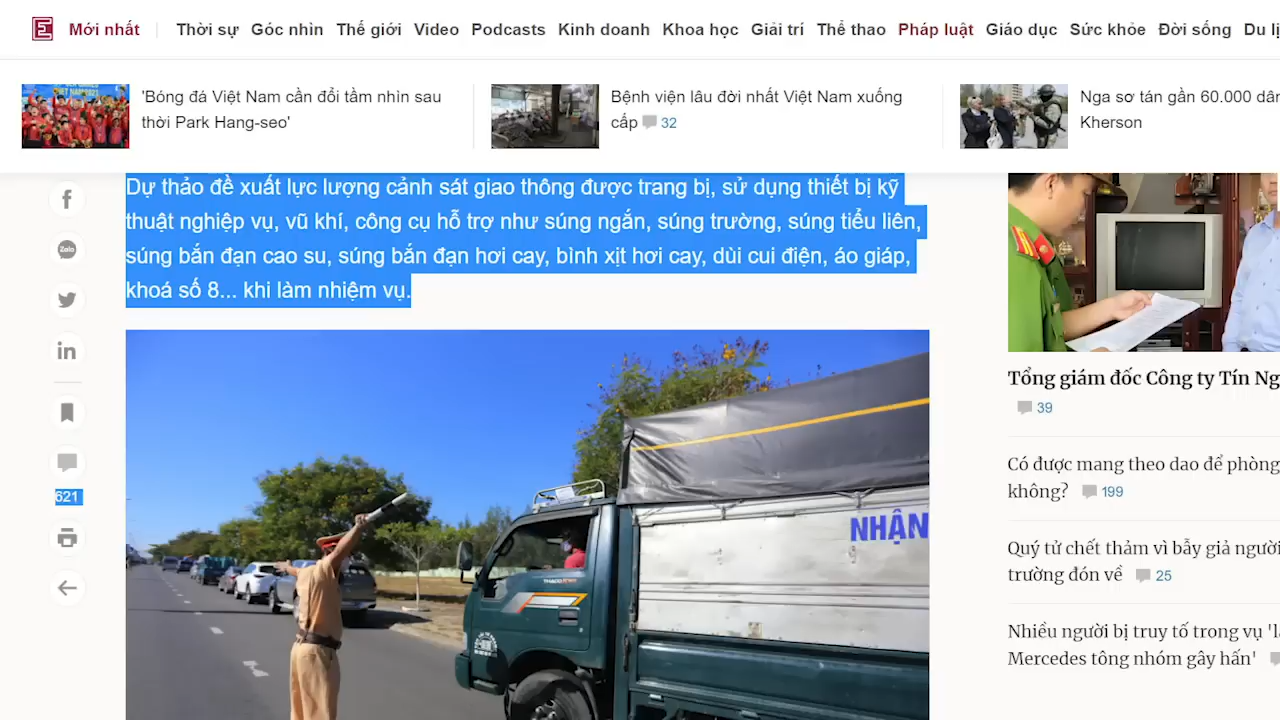 Mới nhất
Thời sự
Góc nhìn
Thế giới
Video
Podcasts
Kinh doanh
Khoa học
Giải trí
Thể thao
Pháp luật
Giáo dục
Sức khỏe
Đời sống
Du
'Bóng đá Việt Nam cần đổi tầm nhìn sau
thời Park Hang-seo'
Bệnh viện lâu đời nhất Việt Nam xuống
cấp 32
Nga sơ tán gần 60.000 dân
Kherson
Dự thảo đề xuất lực lượng cảnh sát giao thông được trang bị, sử dụng thiết bị kỹ
thuật nghiệp vụ, vũ khí, công cụ hỗ trợ như súng ngắn, súng trường, súng tiểu liên,
súng bắn đạn cao su, súng bắn đạn hơi cay, bình xịt hơi cay, dùi cui điện, áo giáp,
khoá số 8... khi làm nhiệm vụ.
Zalo
621
NHẬN
THACO
Tổng giám đốc Công ty Tín Ng
39
Có được mang theo dao để phòng
không? 199
Quý tử chết thảm vì bẫy giả người
trường đón về 25
Nhiều người bị truy tố trong vụ
Mercedes tông nhóm gây hấn'